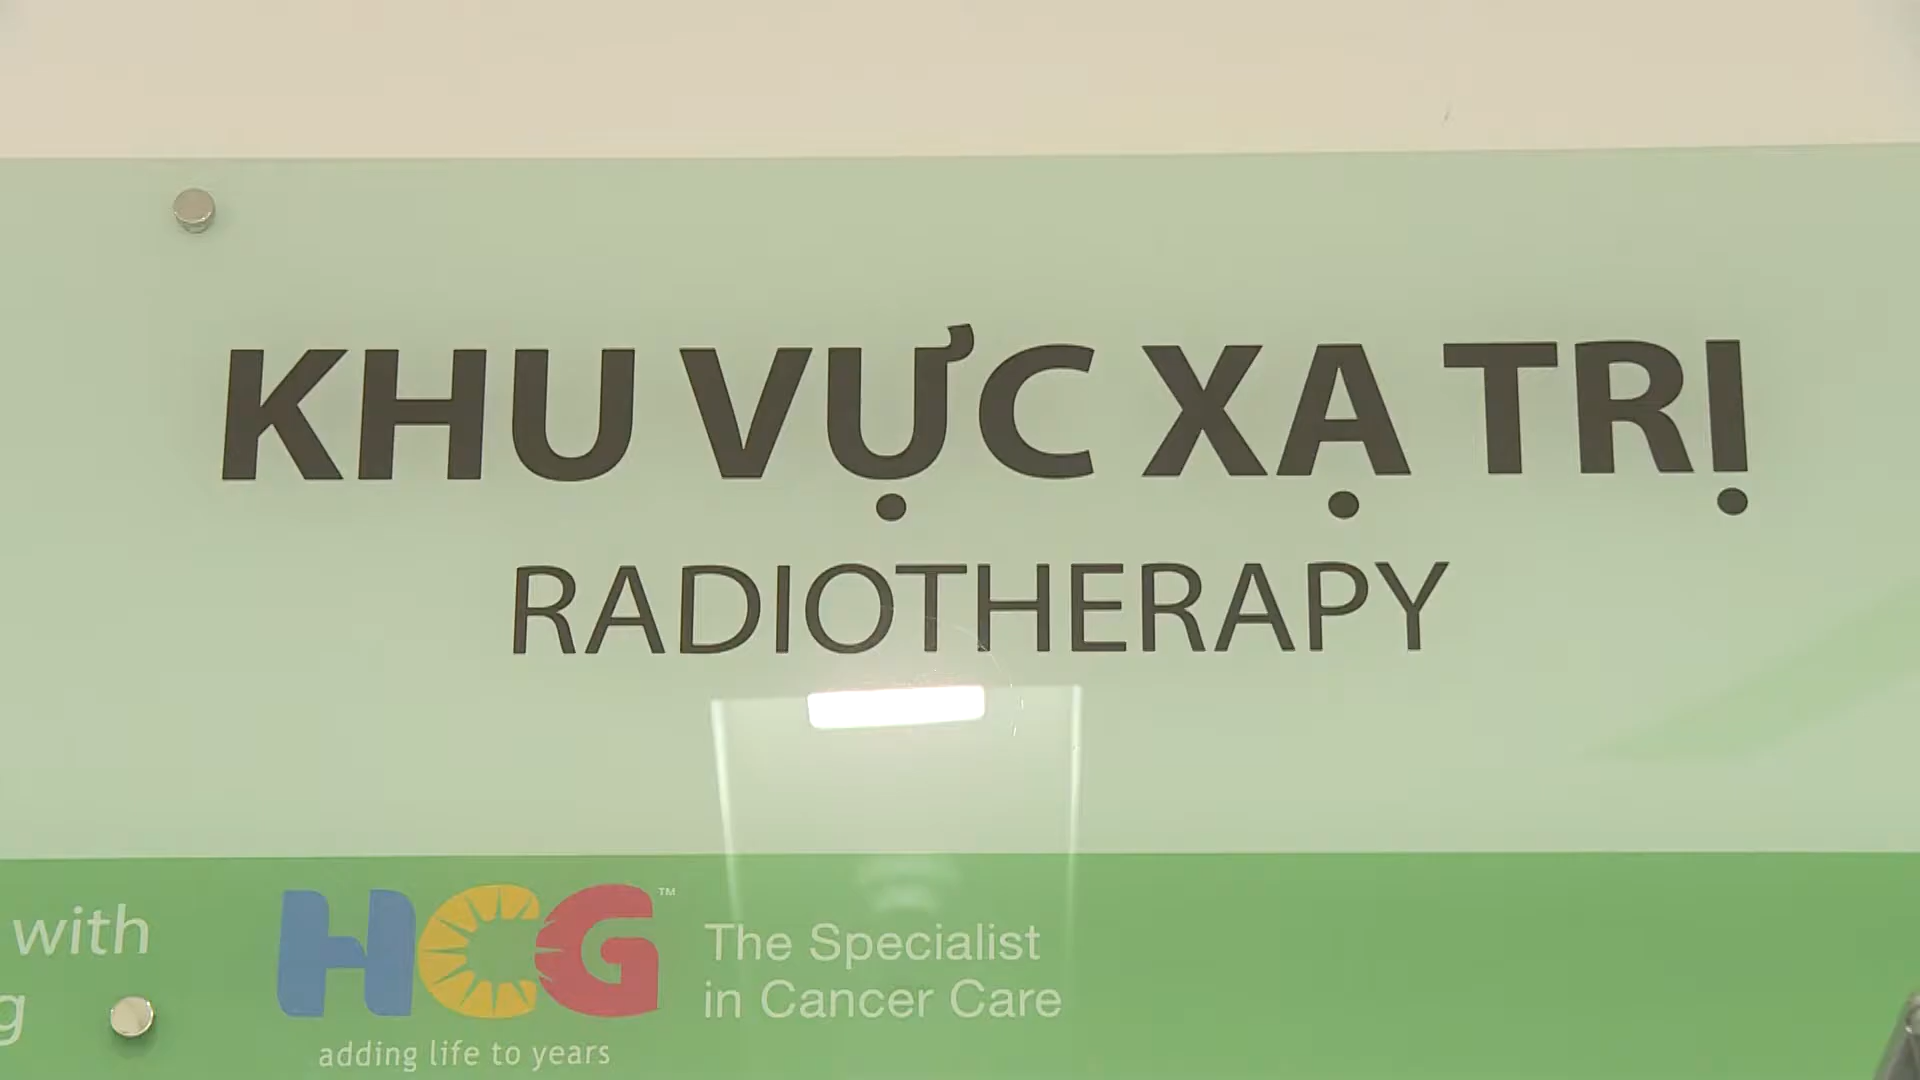 KHU VỰC XẠ TRỊ
RADIOTHERAPY
with
g
HCG™
adding life to years
The Specialist
in Cancer Care